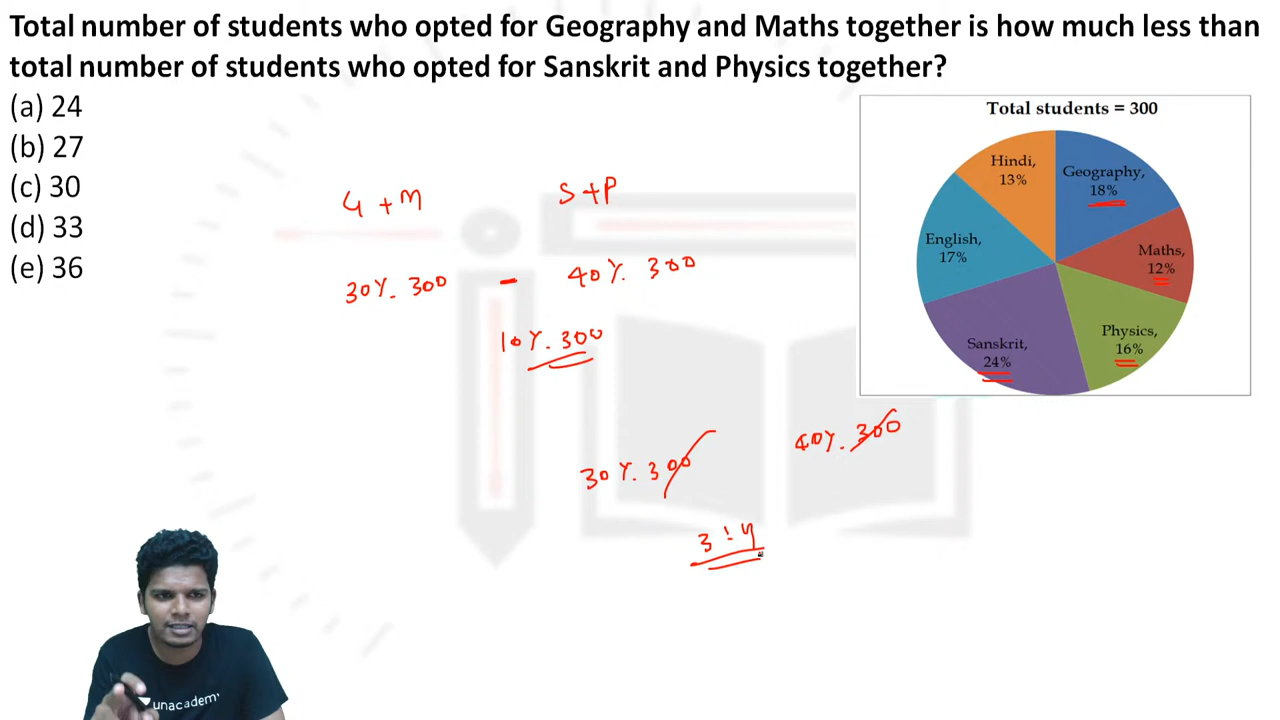 Total number of students who opted for Geography and Maths together is how much less than
total number of students who opted for Sanskrit and Physics together?
(a) 24
(b) 27
(c) 30
(d) 33
(e) 36
Total students = 300
Hindi,
13%
Geography,
18%
English,
17%
Maths,
12%
Sanskrit,
24%
Physics,
16%
G + M
S + P
30%. 300 - 40%. 300
10%. 300
30%. 300
40%. 300
3:4
unacademy